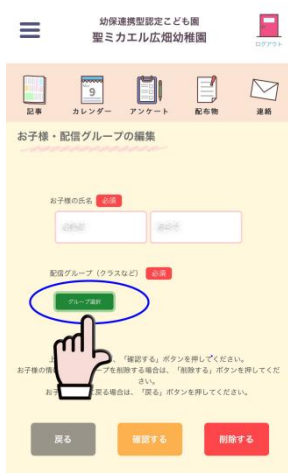 幼保連携型認定こども園
聖ミカエル広畑幼稚園
ログアウト
9
記事 カレンダー アンケート 配布物 連絡
お子様・配信グループの編集
お子様の氏名 必須
配信グループ（クラスなど） 必須
グループ選択
「確認する」ボタンを押してください。
お子様の情 ープを削除する場合は、「削除する」ボタンを押してくだ
さい。
お子 に戻る場合は、「戻る」ボタンを押してください。
戻る 確認する 削除する